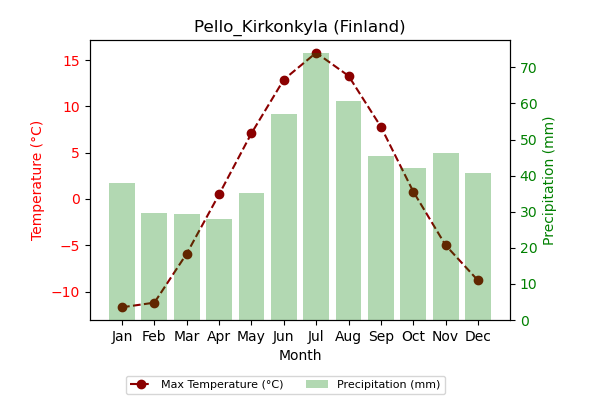 Pello_Kirkonkyla (Finland)
Temperature (°C)
15
10
5
0
−5
−10
70
60
50
40
30
20
10
0
Precipitation (mm)
Jan Feb Mar Apr May Jun Jul Aug Sep Oct Nov Dec
Month
Max Temperature (°C) Precipitation (mm)